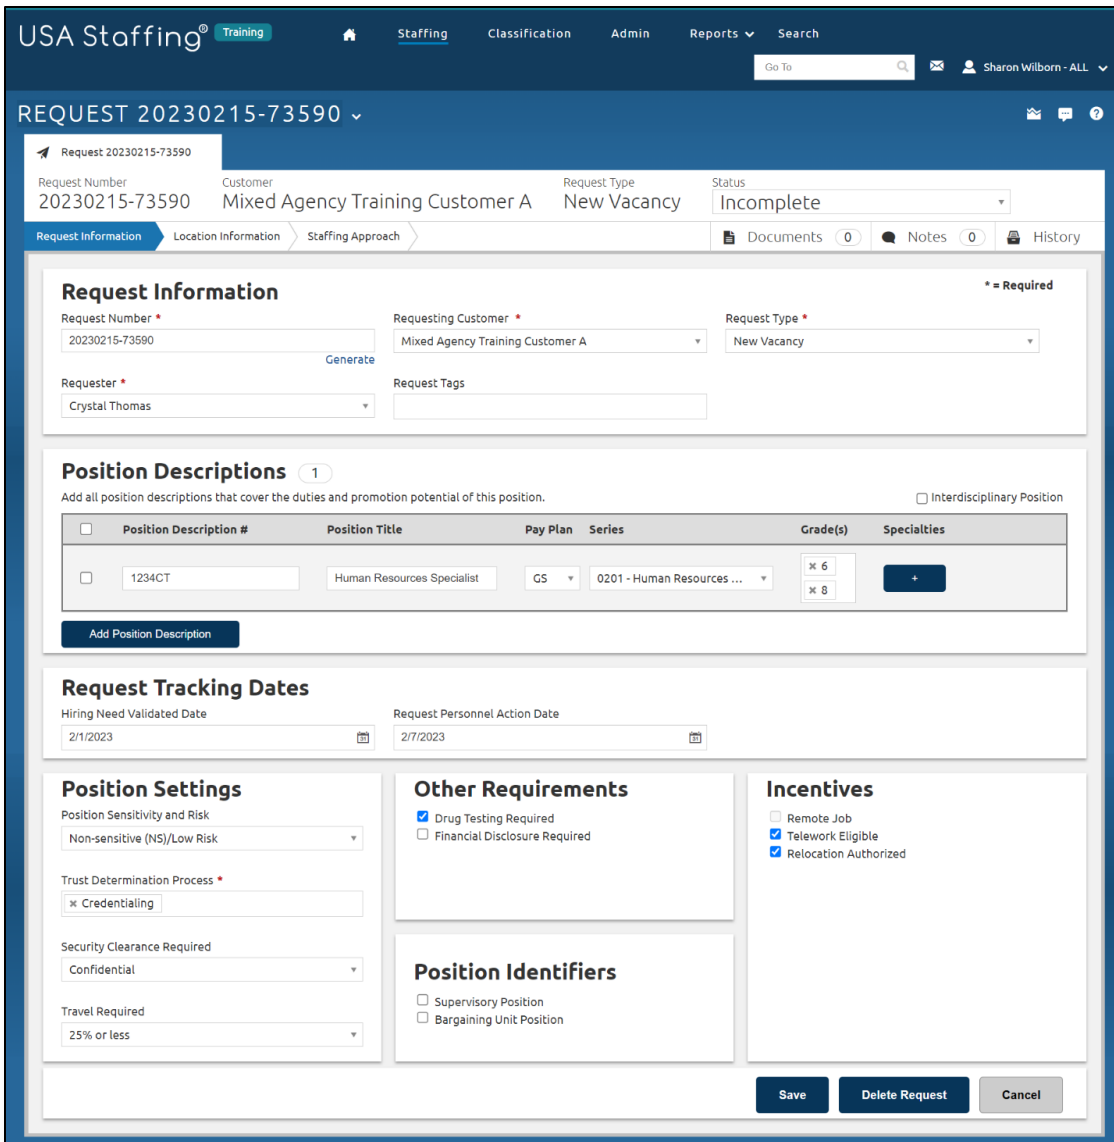 USA Staffing® Training
Staffing Classification Admin Reports Search
Go To Sharon Wilborn - ALL
REQUEST 20230215-73590
Request 20230215-73590
Request Number Customer Request Type Status
20230215-73590 Mixed Agency Training Customer A New Vacancy Incomplete
Request Information Location Information Staffing Approach Documents 0 Notes 0 History
Request Information * = Required
Request Number * Requesting Customer * Request Type *
20230215-73590 Mixed Agency Training Customer A New Vacancy
Generate
Requester * Request Tags
Crystal Thomas
Position Descriptions 1
Add all position descriptions that cover the duties and promotion potential of this position. Interdisciplinary Position
Position Description # Position Title Pay Plan Series Grade(s) Specialties
1234CT Human Resources Specialist GS 0201 - Human Resources ... × 6 +
× 8
Add Position Description
Request Tracking Dates
Hiring Need Validated Date Request Personnel Action Date
2/1/2023 2/7/2023
Position Settings
Position Sensitivity and Risk
Non-sensitive (NS)/Low Risk
Trust Determination Process *
× Credentialing
Security Clearance Required
Confidential
Travel Required
25% or less
Other Requirements
Drug Testing Required
Financial Disclosure Required
Position Identifiers
Supervisory Position
Bargaining Unit Position
Incentives
Remote Job
Telework Eligible
Relocation Authorized
Save Delete Request Cancel